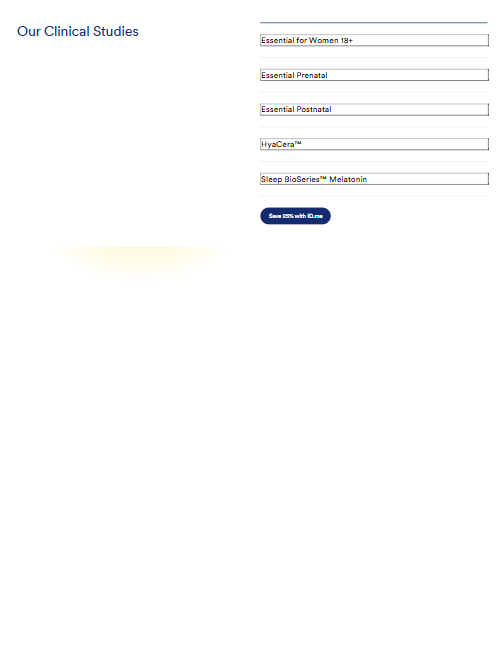 Our Clinical Studies
Essential for Women 18+
Essential Prenatal
Essential Postnatal
HyaCera™
Sleep BioSeries™ Melatonin
Save 25% with ID.me